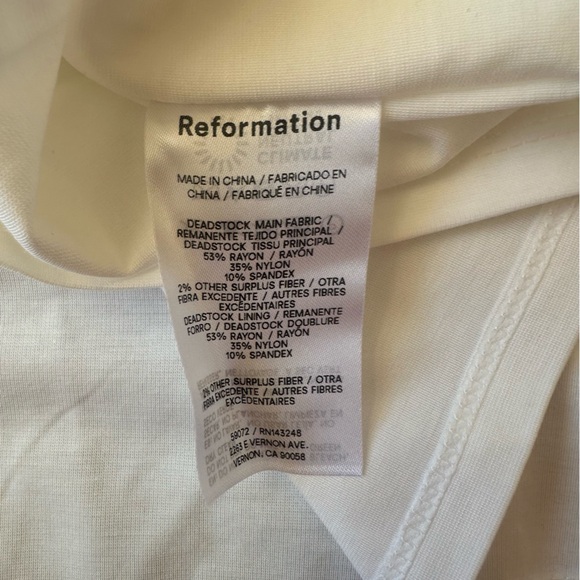 Reformation
MADE IN CHINA / FABRICADO EN
CHINA / FABRIQUÉ EN CHINE
DEADSTOCK MAIN FABRIC /
REMANENTE TEJIDO PRINCIPAL /
DEADSTOCK TISSU PRINCIPAL
53% RAYON / RAYÓN
35% NYLON
10% SPANDEX
2% OTHER SURPLUS FIBER / OTRA
FIBRA EXCEDENTE / AUTRES FIBRES
EXCÉDENTAIRES
DEADSTOCK LINING / REMANENTE
FORRO / DEADSTOCK DOUBLURE
53% RAYON / RAYÓN
35% NYLON
10% SPANDEX
2% OTHER SURPLUS FIBER / OTRA
FIBRA EXCEDENTE / AUTRES FIBRES
EXCÉDENTAIRES
59072 / RN143248
2263 E VERNON AVE.
VERNON, CA 90058
NEUTRAL
CLIMATE